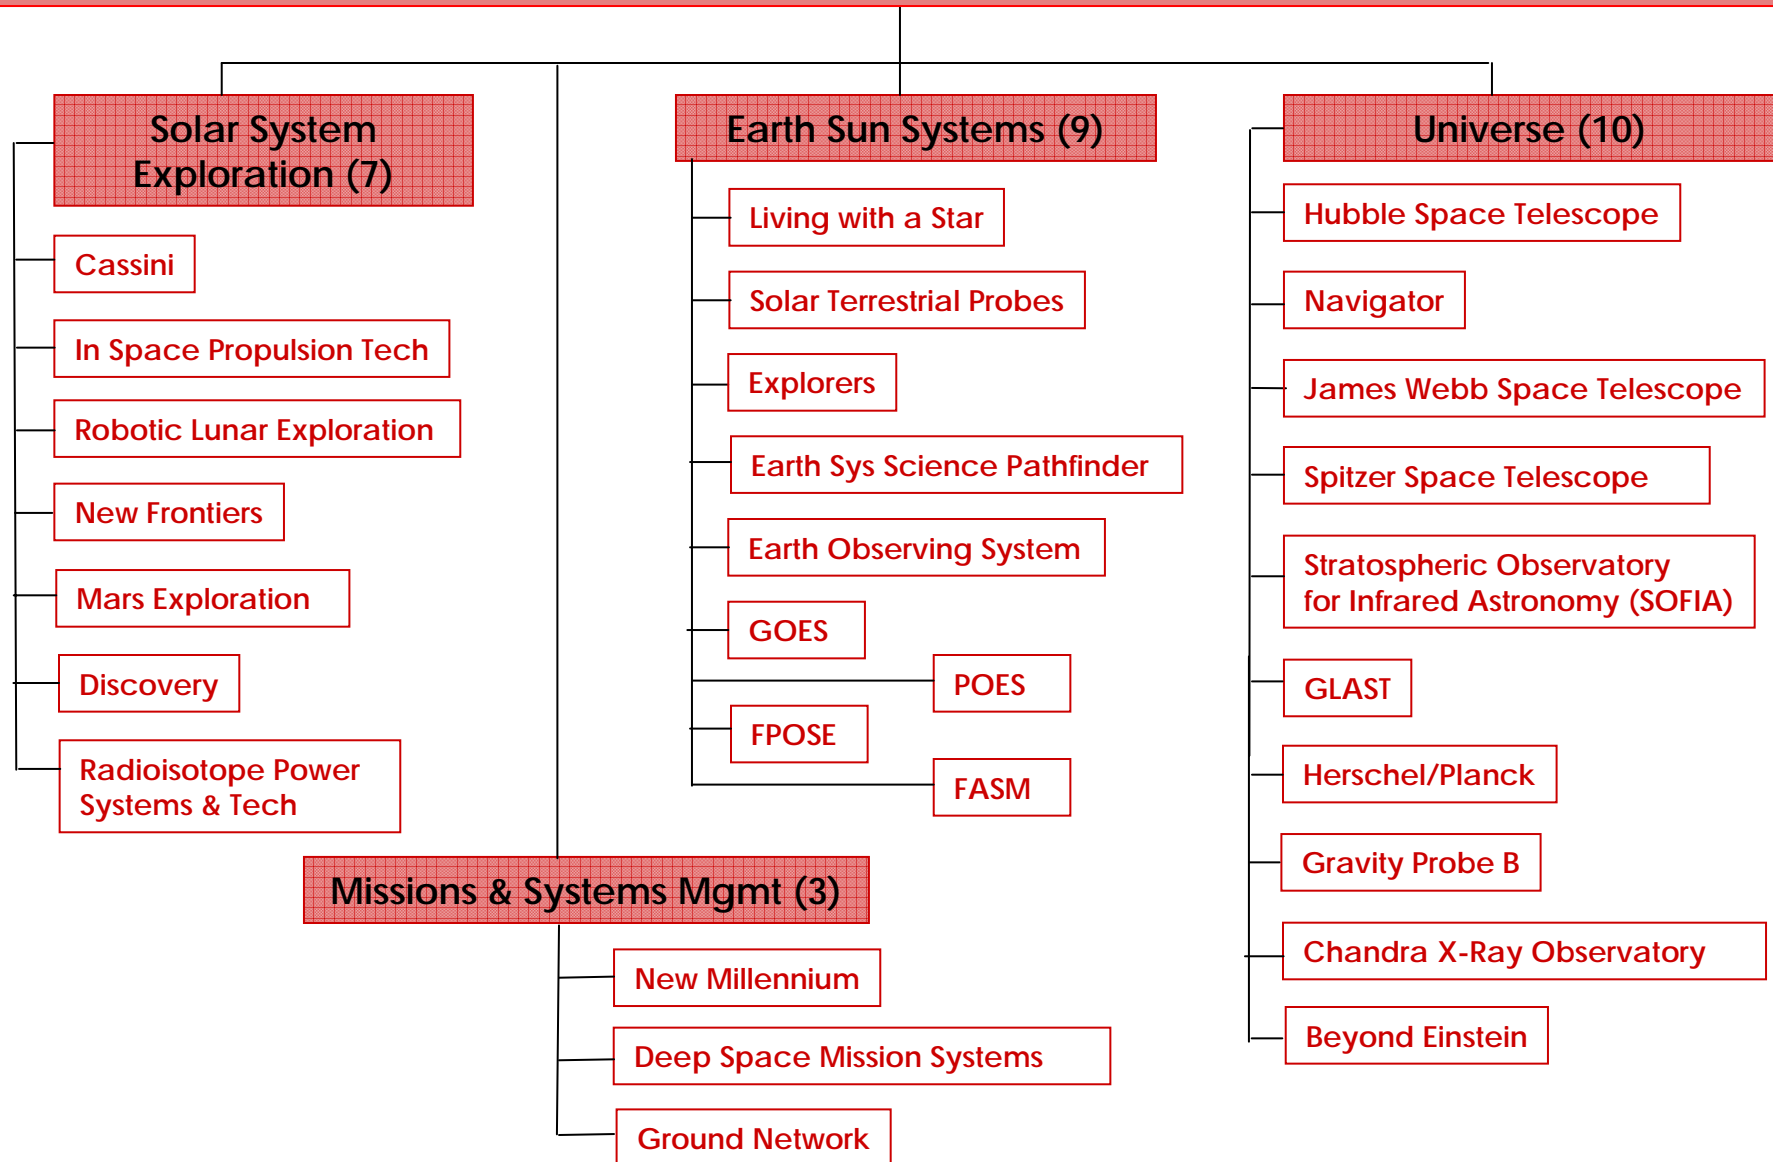 Solar System
Exploration (7)
Cassini
In Space Propulsion Tech
Robotic Lunar Exploration
New Frontiers
Mars Exploration
Discovery
Radioisotope Power
Systems & Tech
Earth Sun Systems (9)
Living with a Star
Solar Terrestrial Probes
Explorers
Earth Sys Science Pathfinder
Earth Observing System
GOES
POES
FPOSE
FASM
Universe (10)
Hubble Space Telescope
Navigator
James Webb Space Telescope
Spitzer Space Telescope
Stratospheric Observatory
for Infrared Astronomy (SOFIA)
GLAST
Herschel/Planck
Gravity Probe B
Chandra X-Ray Observatory
Beyond Einstein
Missions & Systems Mgmt (3)
New Millennium
Deep Space Mission Systems
Ground Network